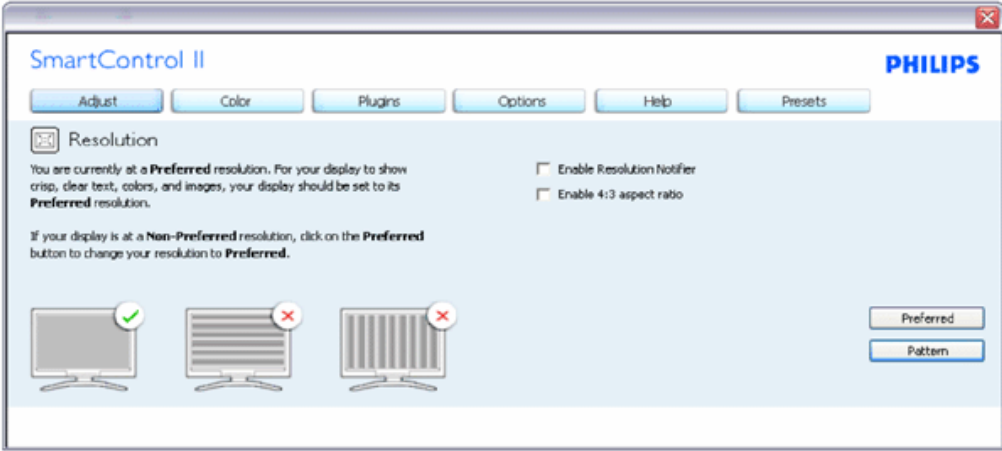 SmartControl II
PHILIPS
Adjust Color Plugins Options Help Presets
Resolution
You are currently at a Preferred resolution. For your display to show
crisp, clear text, colors, and images, your display should be set to its
Preferred resolution.
If your display is at a Non-Preferred resolution, click on the Preferred
button to change your resolution to Preferred.
Enable Resolution Notifier
Enable 4:3 aspect ratio
Preferred
Pattern